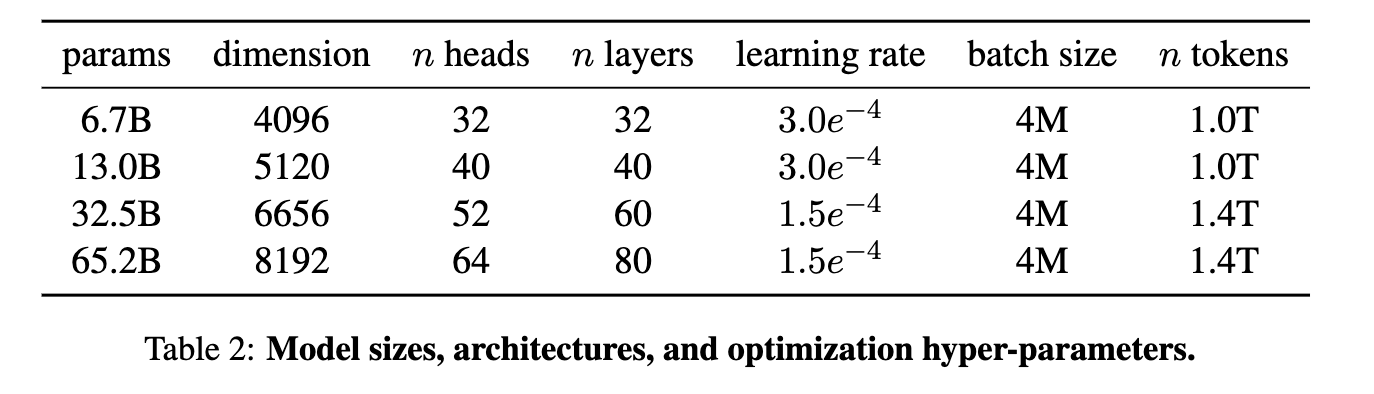 params dimension n heads n layers learning rate batch size n tokens
6.7B 4096 32 32 3.0e⁻⁴ 4M 1.0T
13.0B 5120 40 40 3.0e⁻⁴ 4M 1.0T
32.5B 6656 52 60 1.5e⁻⁴ 4M 1.4T
65.2B 8192 64 80 1.5e⁻⁴ 4M 1.4T
Table 2: Model sizes, architectures, and optimization hyper-parameters.